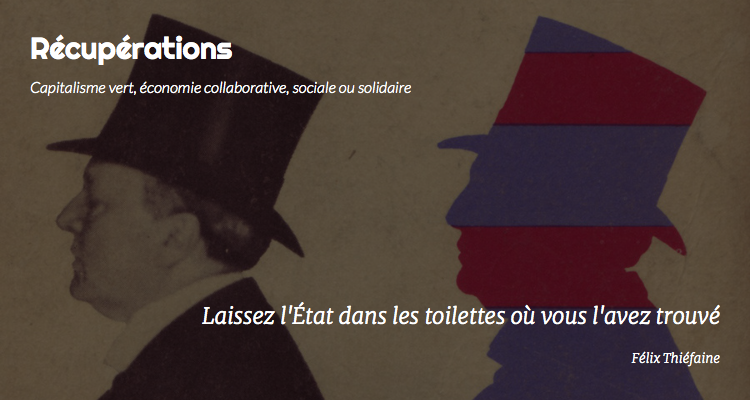 Récupérations
Capitalisme vert, économie collaborative, sociale ou solidaire
Laissez l'État dans les toilettes où vous l'avez trouvé
Félix Thiéfaine